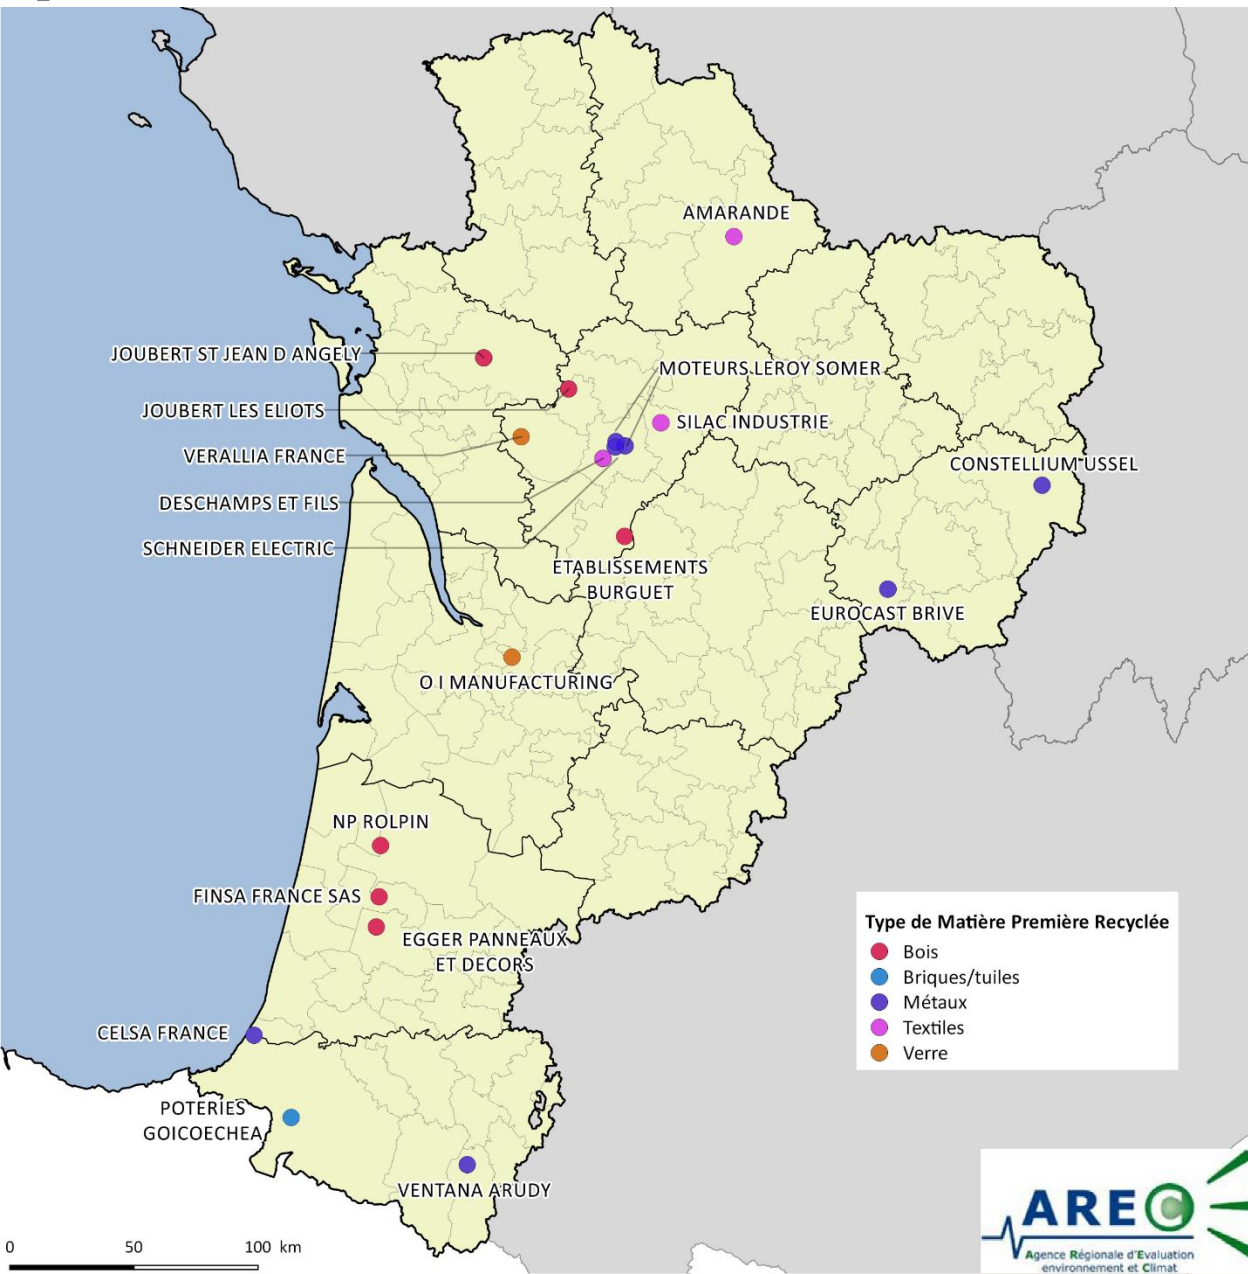 AMARANDE
JOUBERT ST JEAN D ANGELY
MOTEURS LEROY SOMER
JOUBERT LES ELIOTS
SILAC INDUSTRIE
VERALLIA FRANCE
CONSTELLIUM USSEL
DESCHAMPS ET FILS
SCHNEIDER ELECTRIC
ETABLISSEMENTS
BURGUET
EUROCAST BRIVE
O I MANUFACTURING
NP ROLPIN
FINSA FRANCE SAS
EGGER PANNEAUX
ET DECORS
CELSA FRANCE
POTERIES
GOICOECHEA
VENTANA ARUDY
Type de Matière Première Recyclée
Bois
Briques/tuiles
Métaux
Textiles
Verre
0 50 100 km
AREC
Agence Régionale d'Evaluation
environnement et Climat